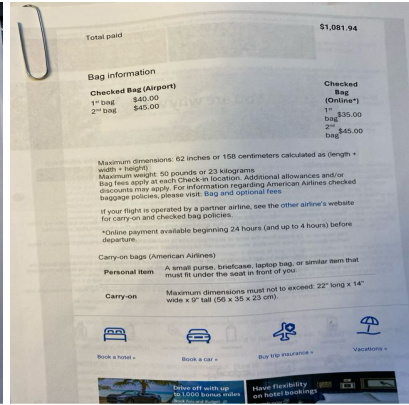 Total paid
$1,081.94
Bag information
Checked Bag (Airport)
1st bag $40.00
2nd bag $45.00
Checked
Bag
(Online*)
1st
bag $35.00
2nd
bag $45.00
Maximum dimensions: 62 inches or 158 centimeters calculated as (length +
width + height)
Maximum weight: 50 pounds or 23 kilograms
Bag fees apply at each Check-in location. Additional allowances and/or
discounts may apply. For information regarding American Airlines checked
baggage policies, please visit: Bag and optional fees
If your flight is operated by a partner airline, see the other airline's website
for carry-on and checked bag policies.
*Online payment available beginning 24 hours (and up to 4 hours) before
departure.
Carry-on bags (American Airlines)
Personal item
A small purse, briefcase, laptop bag, or similar item that
must fit under the seat in front of you.
Carry-on
Maximum dimensions must not to exceed: 22" long x 14"
wide x 9" tall (56 x 35 x 23 cm).
Book a hotel »
Book a car »
Buy trip insurance »
Vacations »
Drive off with up
to 1,000 bonus miles
Have flexibility
on hotel bookings